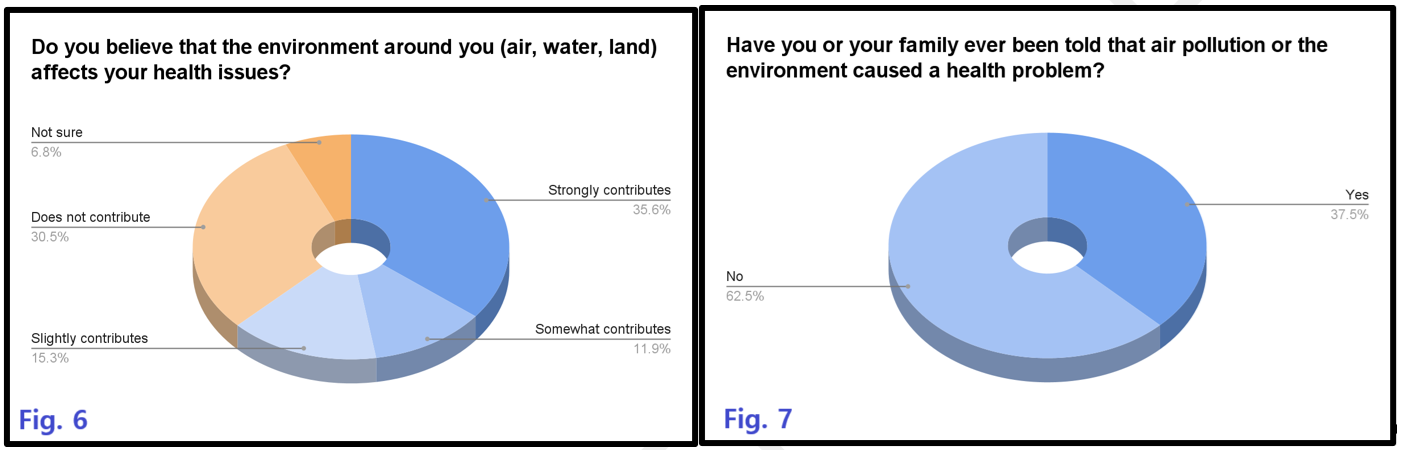 Do you believe that the environment around you (air, water, land)
affects your health issues?
Not sure
6.8%
Strongly contributes
35.6%
Does not contribute
30.5%
Somewhat contributes
11.9%
Slightly contributes
15.3%
Fig. 6
Have you or your family ever been told that air pollution or the
environment caused a health problem?
Yes
37.5%
No
62.5%
Fig. 7